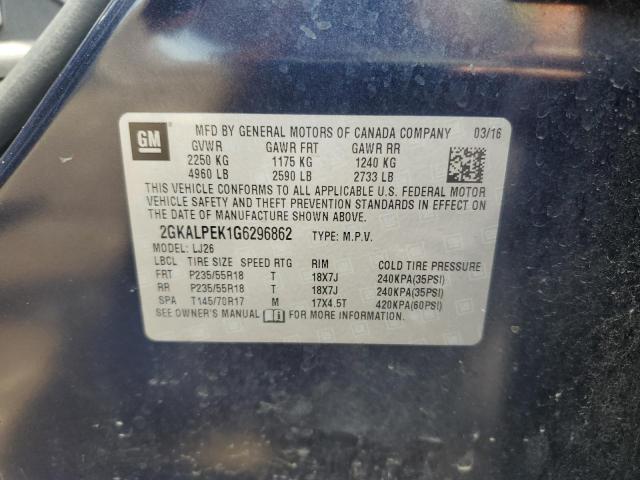 GM
MFD BY GENERAL MOTORS OF CANADA COMPANY 03/16
GVWR GAWR FRT GAWR RR
2250 KG 1175 KG 1240 KG
4960 LB 2590 LB 2733 LB
THIS VEHICLE CONFORMS TO ALL APPLICABLE U.S. FEDERAL MOTOR
VEHICLE SAFETY AND THEFT PREVENTION STANDARDS IN EFFECT ON
THE DATE OF MANUFACTURE SHOWN ABOVE.
2GKALPEK1G6296862 TYPE: M.P.V.
MODEL: LJ26
LBCL TIRE SIZE SPEED RTG RIM COLD TIRE PRESSURE
FRT P235/55R18 T 18X7J 240KPA(35PSI)
RR P235/55R18 T 18X7J 240KPA(35PSI)
SPA T145/70R17 M 17X4.5T 420KPA(60PSI)
SEE OWNER'S MANUAL FOR MORE INFORMATION.